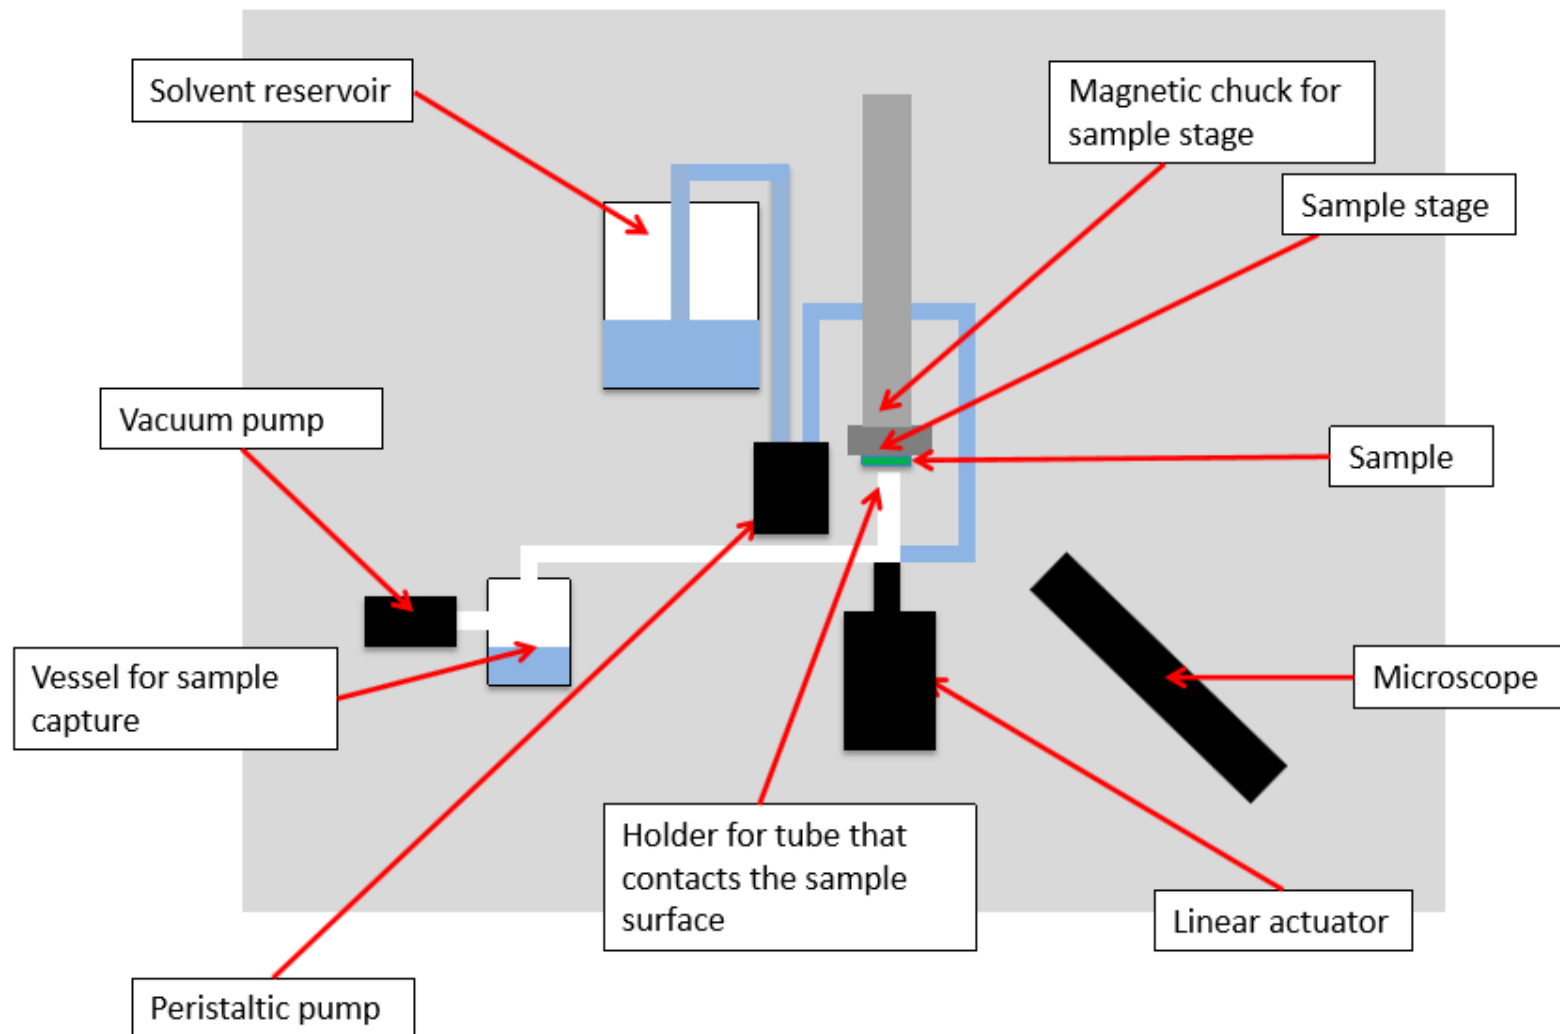 Solvent reservoir
Magnetic chuck for
sample stage
Sample stage
Vacuum pump
Sample
Vessel for sample
capture
Microscope
Holder for tube that
contacts the sample
surface
Linear actuator
Peristaltic pump